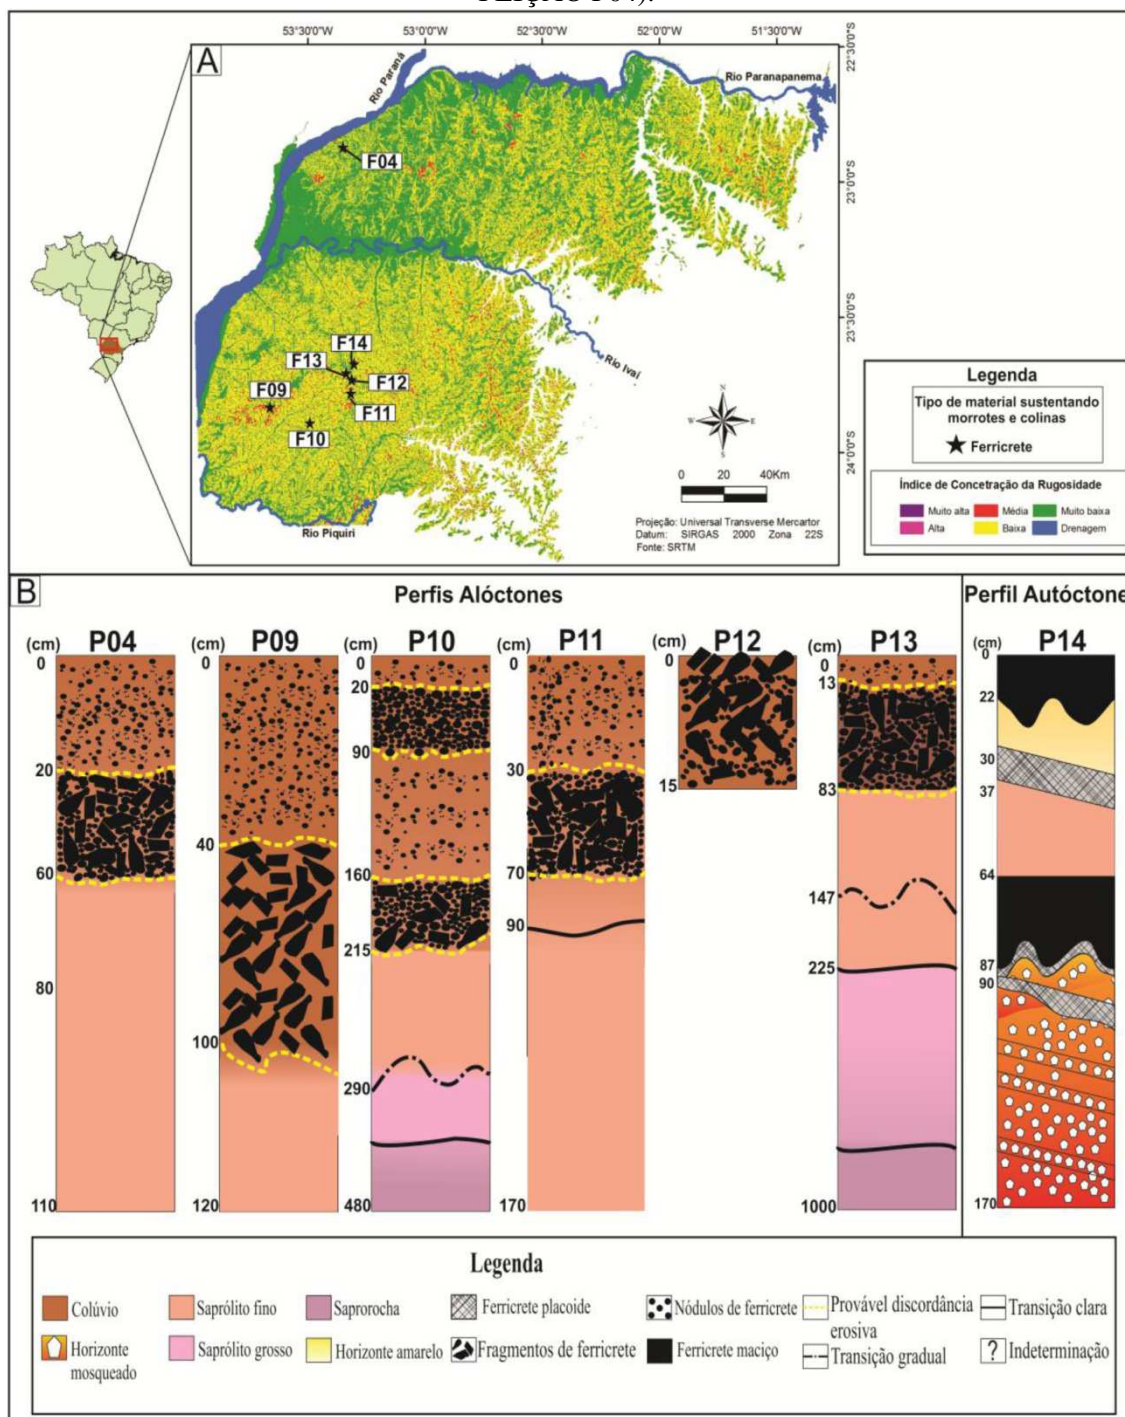 53°30'0"W 53°0'0"W 52°30'0"W 52°0'0"W 51°30'0"W
22°30'0"S
23°0'0"S
23°30'0"S
24°0'0"S
A
Rio Paraná
Rio Paranapanema
F04
Rio Ivaí
F14
F13
F12
F09
F11
F10
Rio Piquiri
N
W E
S
0 20 40Km
Projeção: Universal Transverse Mercartor
Datum: SIRGAS 2000 Zona 22S
Fonte: SRTM
Legenda
Tipo de material sustentando
morrotes e colinas
Ferricrete
Índice de Concetração da Rugosidade
Muito alta Média Muito baixa
Alta Baixa Drenagem
B
Perfis Alóctones
Perfil Autóctone
(cm) P04
0
20
60
80
110
(cm) P09
0
40
100
120
(cm) P10
0
20
90
160
215
290
480
(cm) P11
0
30
70
90
170
(cm) P12
0
15
(cm) P13
0
13
83
147
225
1000
(cm) P14
0
22
30
37
64
87
90
170
Legenda
Colúvio Saprólito fino Saprorocha Ferricrete placoide Nódulos de ferricrete Provável discordância erosiva Transição clara
Horizonte mosqueado Saprólito grosso Horizonte amarelo Fragmentos de ferricrete Ferricrete maciço Transição gradual ? Indeterminação